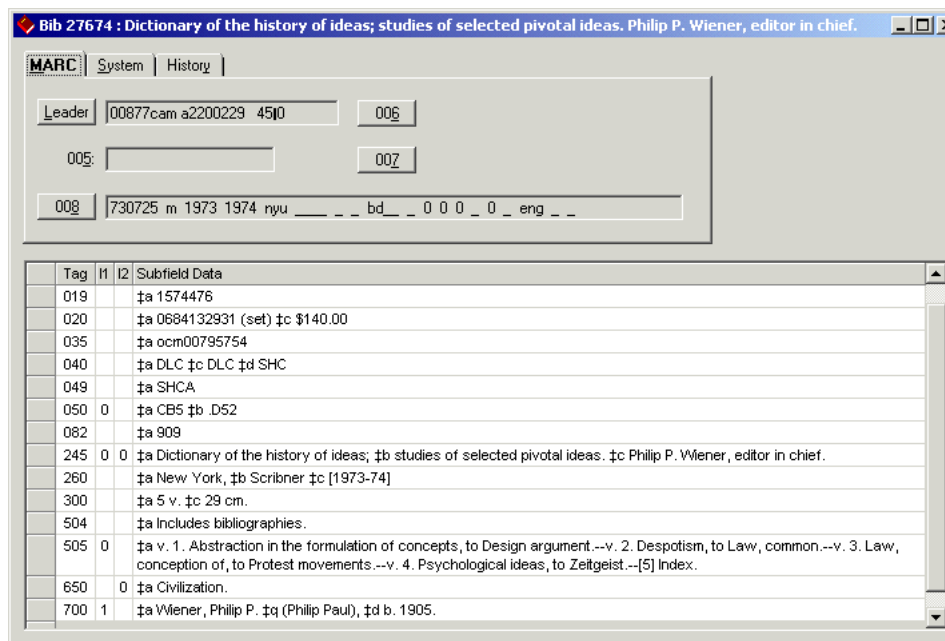 Bib 27674 : Dictionary of the history of ideas; studies of selected pivotal ideas. Philip P. Wiener, editor in chief.
MARC System History
Leader 00877cam a2200229 45|0 006
005: 007
008 730725 m 1973 1974 nyu ____ _ _ bd__ _ 0 0 0 _ 0 _ eng _ _
Tag I1 I2 Subfield Data
019 ‡a 1574476
020 ‡a 0684132931 (set) ‡c $140.00
035 ‡a ocm00795754
040 ‡a DLC ‡c DLC ‡d SHC
049 ‡a SHCA
050 0 ‡a CB5 ‡b .D52
082 ‡a 909
245 0 0 ‡a Dictionary of the history of ideas; ‡b studies of selected pivotal ideas. ‡c Philip P. Wiener, editor in chief.
260 ‡a New York, ‡b Scribner ‡c [1973-74]
300 ‡a 5 v. ‡c 29 cm.
504 ‡a Includes bibliographies.
505 0 ‡a v. 1. Abstraction in the formulation of concepts, to Design argument.--v. 2. Despotism, to Law, common.--v. 3. Law,
conception of, to Protest movements.--v. 4. Psychological ideas, to Zeitgeist.--[5] Index.
650 0 ‡a Civilization.
700 1 ‡a Wiener, Philip P. ‡q (Philip Paul), ‡d b. 1905.